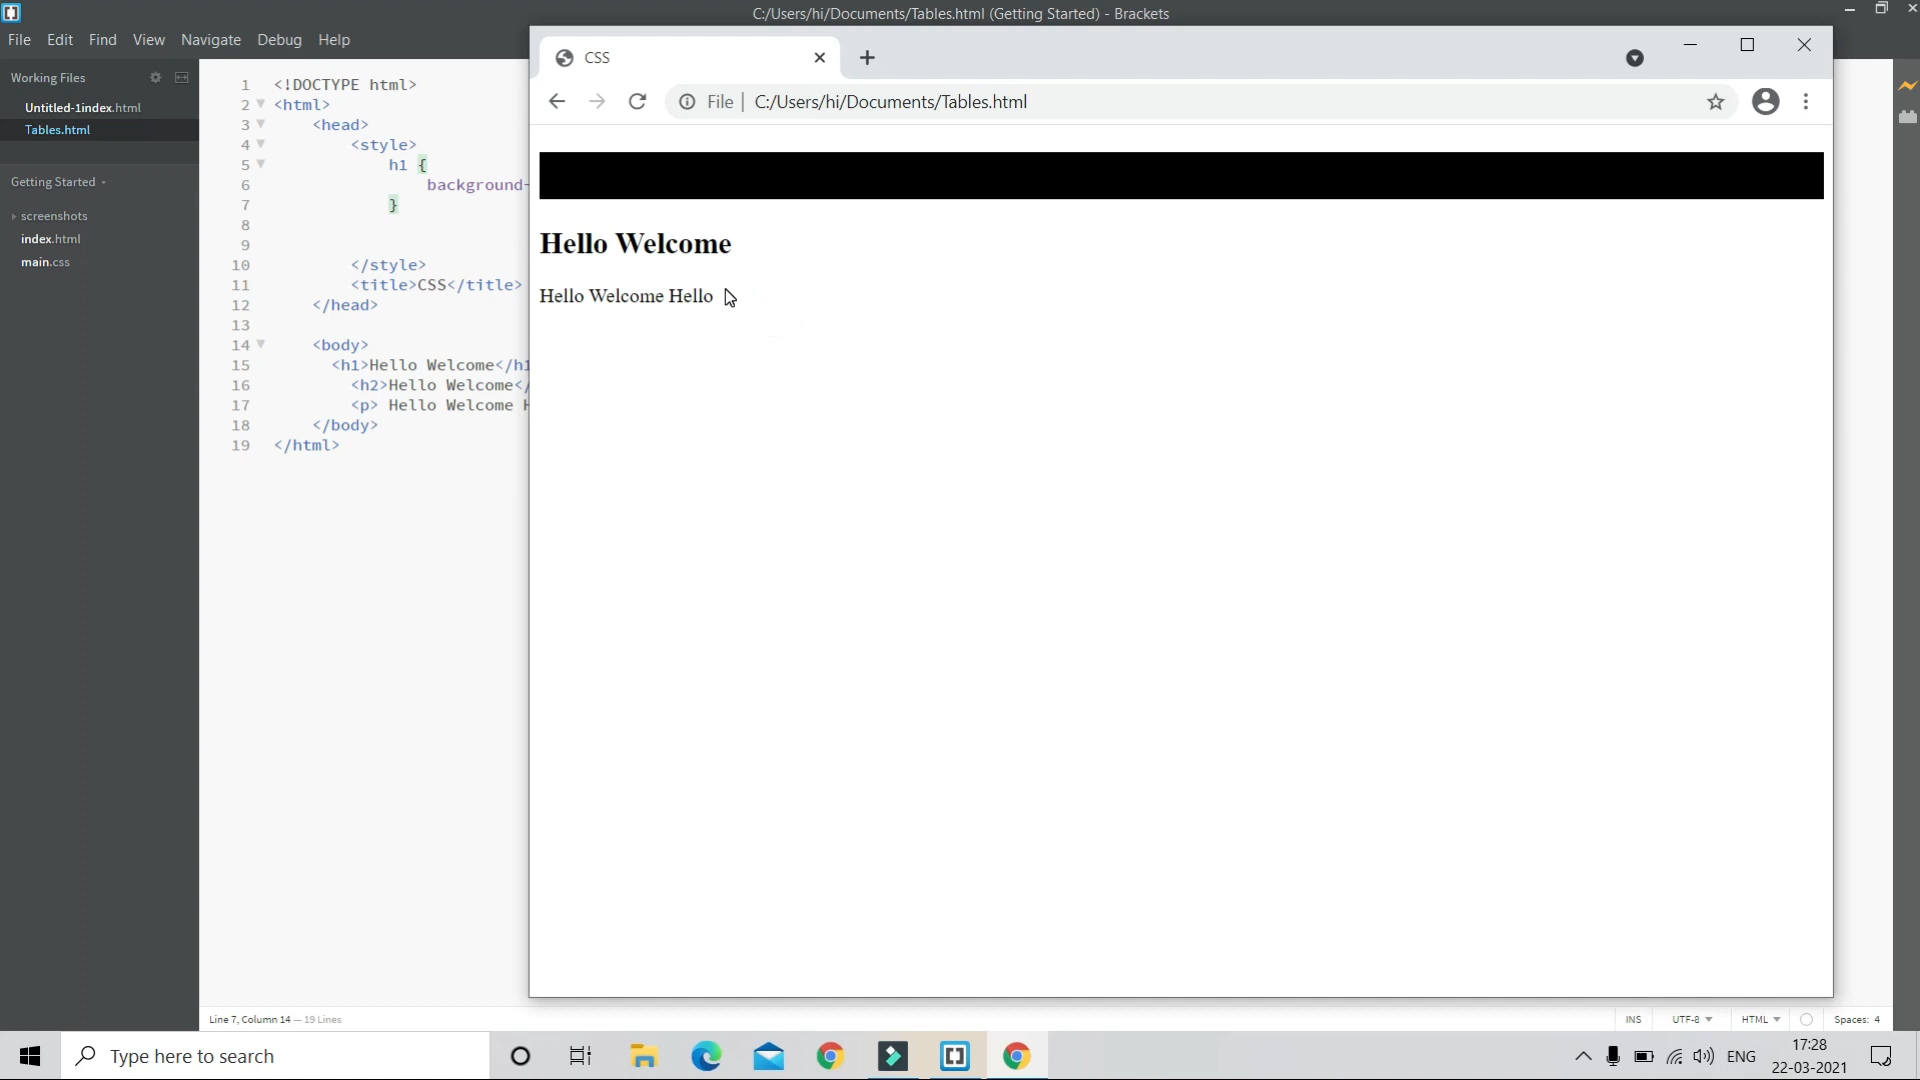 C:/Users/hi/Documents/Tables.html (Getting Started) - Brackets
File Edit Find View Navigate Debug Help
Working Files
Untitled-1index.html
Tables.html
Getting Started
screenshots
index.html
main.css
1 <!DOCTYPE html>
2 <html>
3 <head>
4 <style>
5 h1 {
6 background-
7 }
8
9
10 </style>
11 <title>CSS</title>
12 </head>
13
14 <body>
15 <h1>Hello Welcome</h1
16 <h2>Hello Welcome</
17 <p> Hello Welcome H
18 </body>
19 </html>
CSS
File | C:/Users/hi/Documents/Tables.html
Hello Welcome
Hello Welcome Hello
Line 7, Column 14 — 19 Lines
INS UTF-8 HTML Spaces: 4
Type here to search
ENG
17:28
22-03-2021